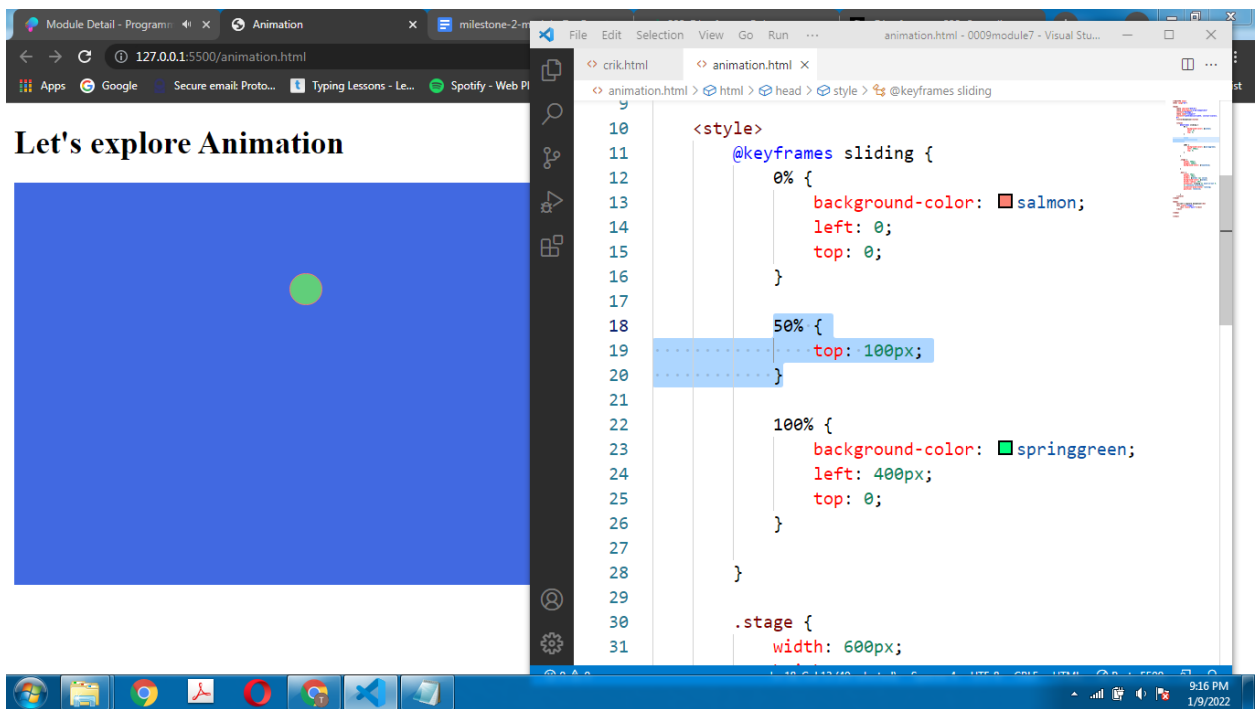 Module Detail - Programm
Animation
milestone-2-m
127.0.0.1:5500/animation.html
Apps
Google
Secure email: Proto...
Typing Lessons - Le...
Spotify - Web Pl
Let's explore Animation
File Edit Selection View Go Run ···
animation.html - 0009module7 - Visual Stu...
crik.html
animation.html
animation.html > html > head > style > @keyframes sliding
9
10 <style>
11 @keyframes sliding {
12 0% {
13 background-color: salmon;
14 left: 0;
15 top: 0;
16 }
17
18 50% {
19 top: 100px;
20 }
21
22 100% {
23 background-color: springgreen;
24 left: 400px;
25 top: 0;
26 }
27
28 }
29
30 .stage {
31 width: 600px;
9:16 PM
1/9/2022